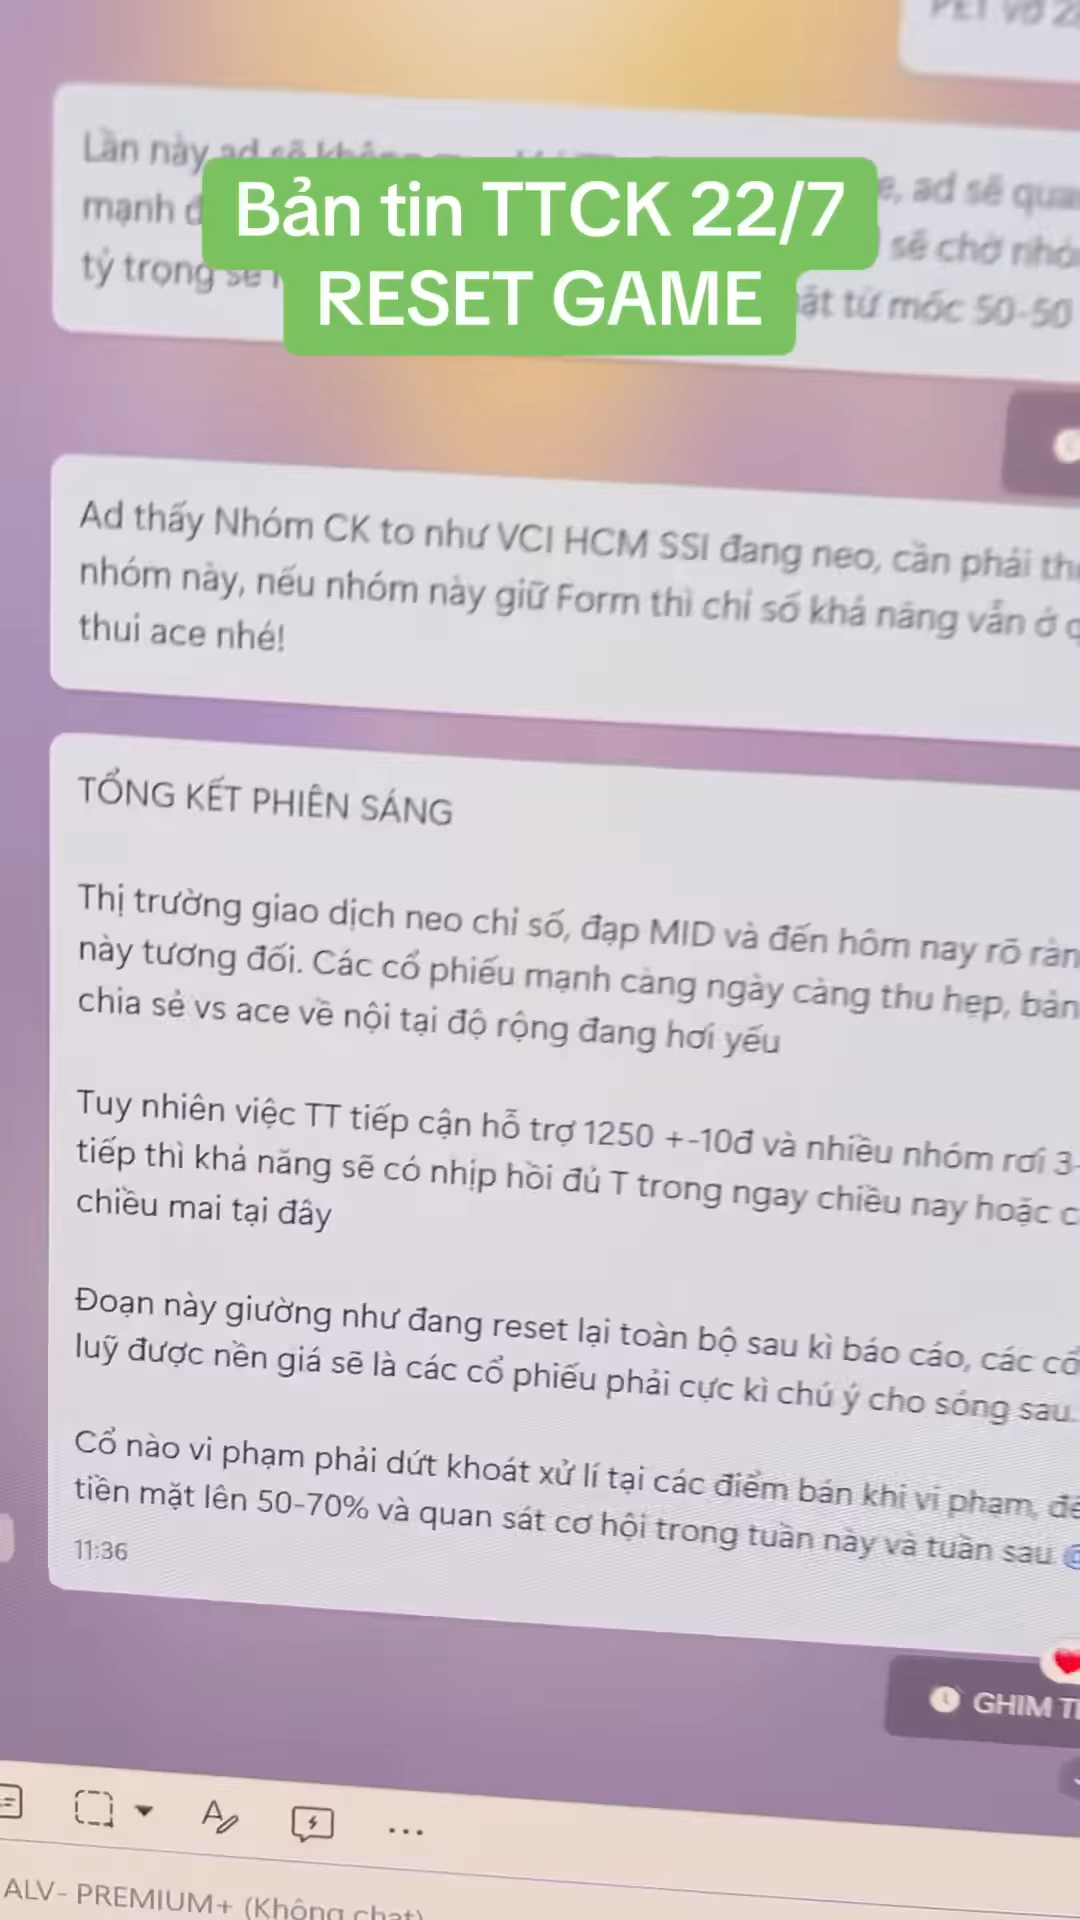 PET vỡ 2
Bản tin TTCK 22/7
RESET GAME
Lần này ad sẽ
e, ad sẽ qua
mạnh
sẽ chờ nhó
tỷ trọng sẽ
từ mốc 50-50
Ad thấy Nhóm CK to như VCI HCM SSI đang neo, cần phải th
nhóm này, nếu nhóm này giữ Form thì chỉ số khả năng vẫn ở q
thui ace nhé!
TỔNG KẾT PHIÊN SÁNG
Thị trường giao dịch neo chỉ số, đạp MID và đến hôm nay rõ ràn
này tương đối. Các cổ phiếu mạnh càng ngày càng thu hẹp, bản
chia sẻ vs ace về nội tại độ rộng đang hơi yếu
Tuy nhiên việc TT tiếp cận hỗ trợ 1250 +-10đ và nhiều nhóm rơi 3-
tiếp thì khả năng sẽ có nhịp hồi đủ T trong ngay chiều nay hoặc c
chiều mai tại đây
Đoạn này giường như đang reset lại toàn bộ sau kì báo cáo, các cổ
luỹ được nền giá sẽ là các cổ phiếu phải cực kì chú ý cho sóng sau.
Cổ nào vi phạm phải dứt khoát xử lí tại các điểm bán khi vi phạm, để
tiền mặt lên 50-70% và quan sát cơ hội trong tuần này và tuần sau @
11:36
GHIM TI
ALV- PREMIUM+ (Không chat)